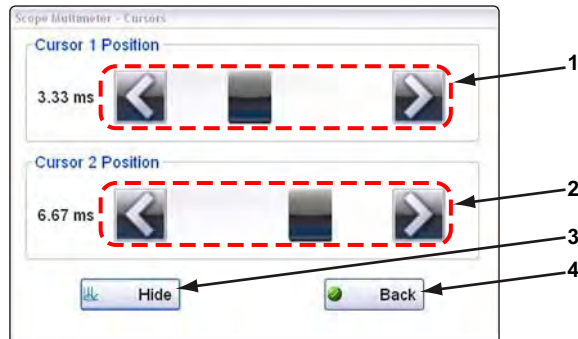 Scope Multimeter - Cursors
Cursor 1 Position
1
3.33 ms
Cursor 2 Position
2
6.67 ms
3
4
Hide
Back